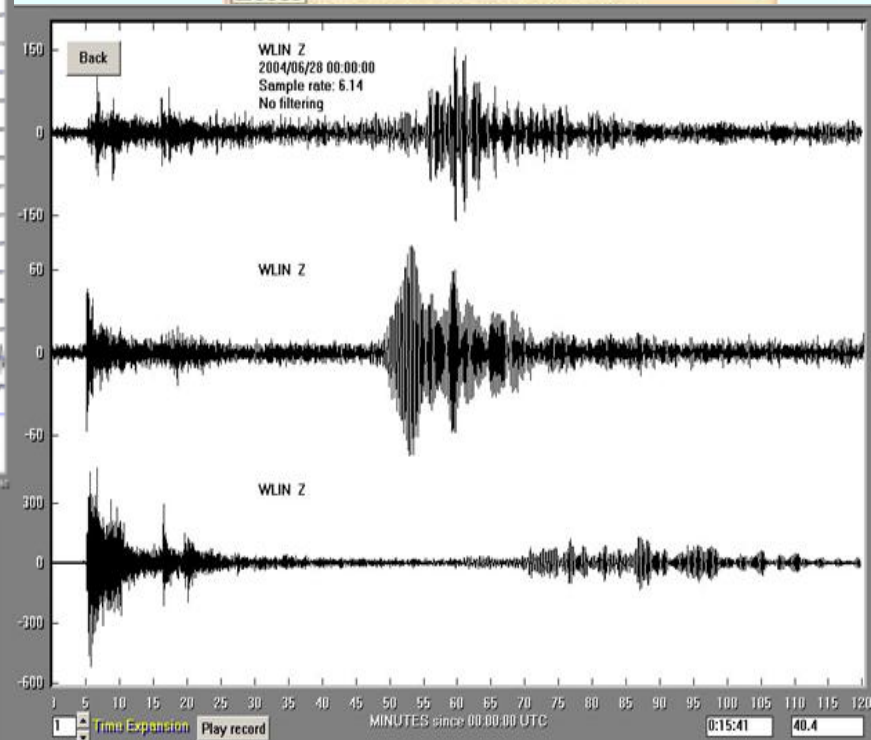 Back
WLIN Z
2004/06/28 00:00:00
Sample rate: 6.14
No filtering
150
0
-150
WLIN Z
60
0
-60
WLIN Z
300
0
-300
-600
5 10 15 20 25 30 35 40 45 50 55 60 65 70 75 80 85 90 95 100 105 110 115 120
MINUTES since 00:00:00 UTC
1 Time Expansion Play record 0:15:41 40.4